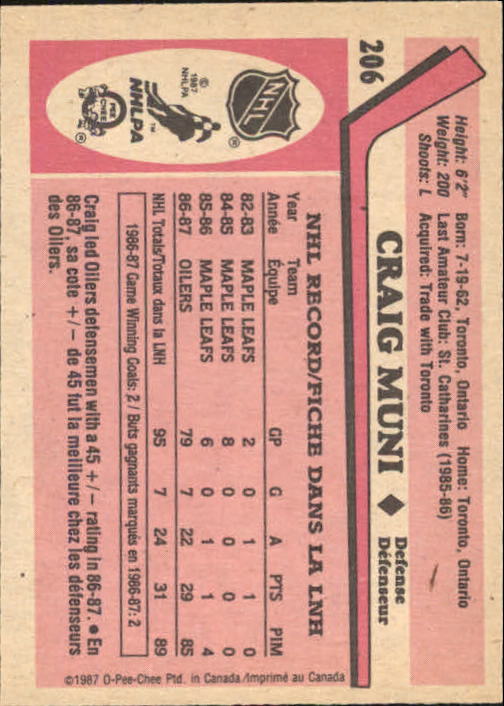 206
Height: 6'2" Born: 7-19-62, Toronto, Ontario Home: Toronto, Ontario
Weight: 200 Last Amateur Club: St. Catharines (1985-86)
Shoots: L Acquired: Trade with Toronto
CRAIG MUNI ◆ Defense
Défenseur
NHL
© 1987 NHLPA
NHLPA ™
O PEE CHEE ®
®
NHL RECORD/FICHE DANS LA LNH
Year Team
Année Équipe GP G A PTS PIM
82-83 MAPLE LEAFS 2 0 1 1 0
84-85 MAPLE LEAFS 8 0 0 0 0
85-86 MAPLE LEAFS 6 0 1 1 4
86-87 OILERS 79 7 22 29 85
NHL Totals/Totaux dans la LNH 95 7 24 31 89
1986-87 Game Winning Goals: 2 / Buts gagnants marqués en 1986-87: 2
Craig led Oilers defensemen with a 45 +/− rating in 86-87. ● En
86-87, sa cote +/− de 45 fut la meilleure chez les défenseurs
des Oilers.
©1987 O-Pee-Chee Ptd. in Canada/Imprimé au Canada